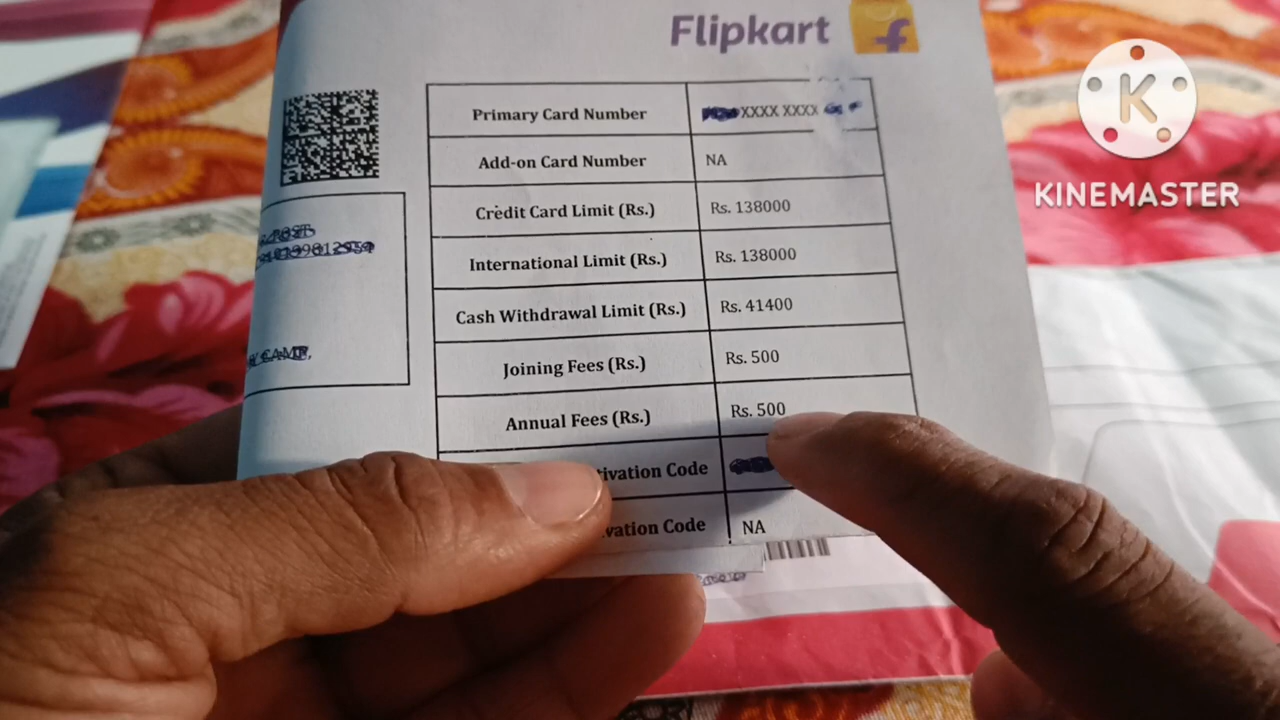 Flipkart
f
Primary Card Number XXXX XXXX
Add-on Card Number NA
Credit Card Limit (Rs.) Rs. 138000
International Limit (Rs.) Rs. 138000
Cash Withdrawal Limit (Rs.) Rs. 41400
Joining Fees (Rs.) Rs. 500
Annual Fees (Rs.) Rs. 500
ivation Code
vation Code NA
CAMP,
K
KINEMASTER